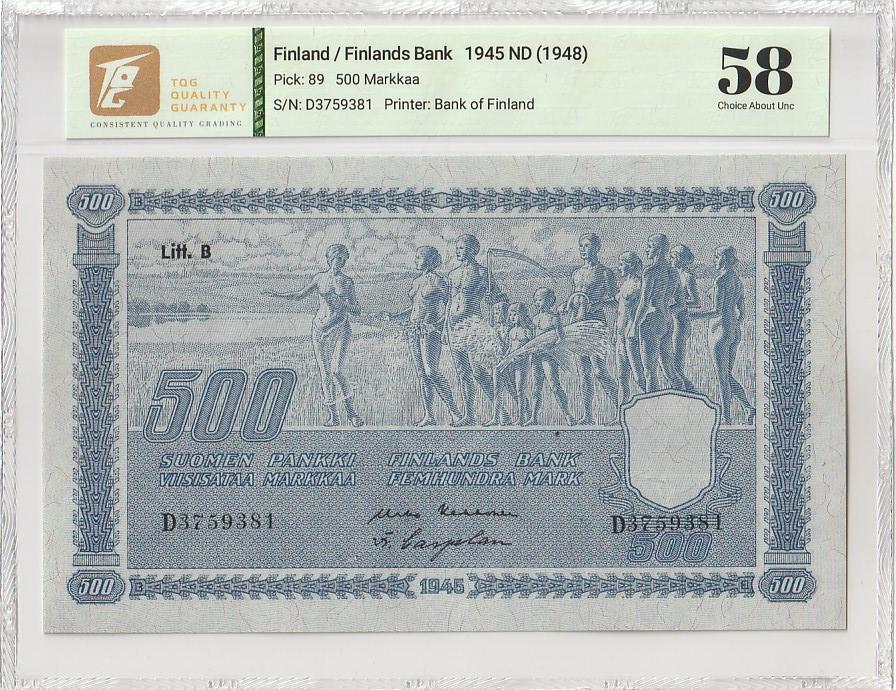 Finland / Finlands Bank 1945 ND (1948)
Pick: 89 500 Markkaa
S/N: D3759381 Printer: Bank of Finland
TQG
QUALITY
GUARANTY
CONSISTENT QUALITY GRADING
58
Choice About Unc
500 500
Litt. B
500
SUOMEN PANKKI FINLANDS BANK
VIISISATAA MARKKAA FEMHUNDRA MARK
D3759381 D3759381
500
500 1945 500